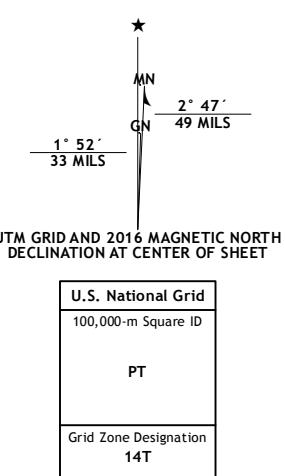 ★
MN
2° 47´
49 MILS
GN
1° 52´
33 MILS
UTM GRID AND 2016 MAGNETIC NORTH
DECLINATION AT CENTER OF SHEET
U.S. National Grid
100,000-m Square ID
PT
Grid Zone Designation
14T